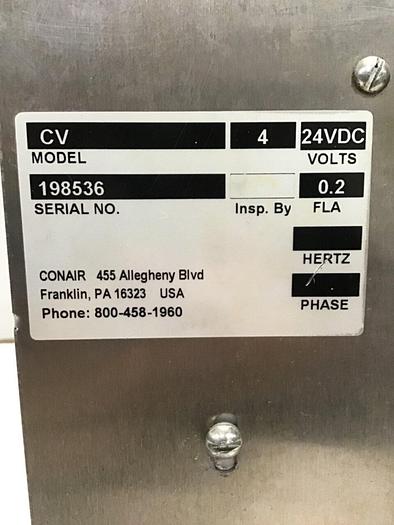 CV 4 24VDC
MODEL VOLTS
198536 0.2
SERIAL NO. Insp. By FLA
HERTZ
CONAIR 455 Allegheny Blvd
Franklin, PA 16323 USA
PHASE
Phone: 800-458-1960